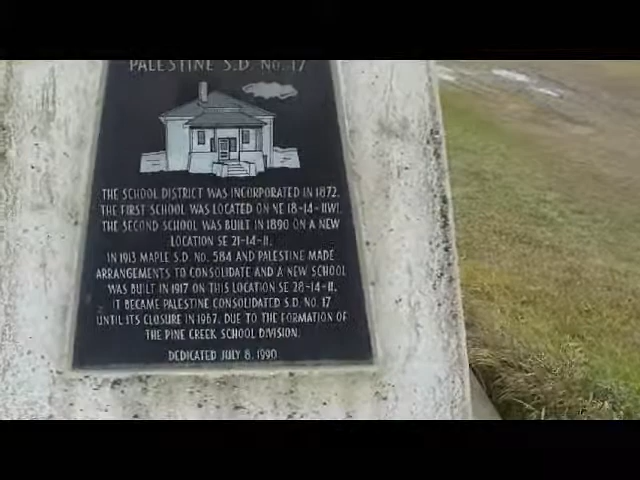 PALESTINE S.D. NO. 17
THE SCHOOL DISTRICT WAS INCORPORATED IN 1872.
THE FIRST SCHOOL WAS LOCATED ON NE 18-14-11W1.
THE SECOND SCHOOL WAS BUILT IN 1890 ON A NEW
LOCATION SE 21-14-11.
IN 1913 MAPLE S.D. NO. 584 AND PALESTINE MADE
ARRANGEMENTS TO CONSOLIDATE AND A NEW SCHOOL
WAS BUILT IN 1917 ON THIS LOCATION SE 28-14-11.
IT BECAME PALESTINE CONSOLIDATED S.D. NO. 17
UNTIL ITS CLOSURE IN 1967, DUE TO THE FORMATION OF
THE PINE CREEK SCHOOL DIVISION.
DEDICATED JULY 8, 1990